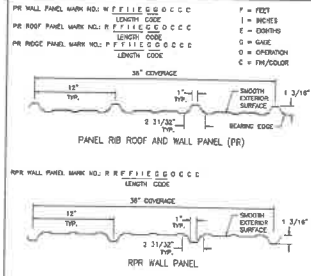 PR WALL PANEL MARK NO.: W F F I I E G G O C C C
LENGTH CODE
PR ROOF PANEL MARK NO.: R F F I I E G G O C C C
LENGTH CODE
PR RIDGE PANEL MARK NO.: P F F I I E G G O C C C
LENGTH CODE
F = FEET
I = INCHES
E = EIGHTHS
G = GAGE
O = OPERATION
C = FIN/COLOR
36" COVERAGE
12"
TYP.
1"
TYP.
SMOOTH
EXTERIOR
SURFACE
1 3/16"
2 31/32"
TYP.
BEARING EDGE
PANEL RIB ROOF AND WALL PANEL (PR)
RPR WALL PANEL MARK NO.: R R F F I I E G G O C C C
LENGTH CODE
36" COVERAGE
12"
TYP.
1"
TYP.
SMOOTH
EXTERIOR
SURFACE
1 3/16"
2 31/32"
TYP.
RPR WALL PANEL